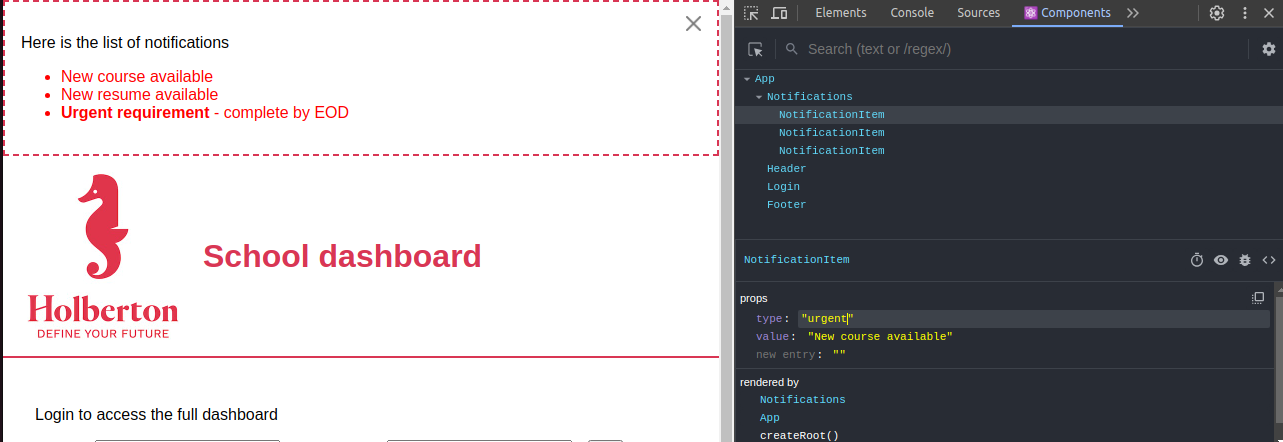 Here is the list of notifications
New course available
New resume available
Urgent requirement - complete by EOD
Holberton
DEFINE YOUR FUTURE
School dashboard
Login to access the full dashboard
Elements Console Sources Components
Search (text or /regex/)
App
Notifications
NotificationItem
NotificationItem
NotificationItem
Header
Login
Footer
NotificationItem
props
type: "urgent"
value: "New course available"
new entry: ""
rendered by
Notifications
App
createRoot()